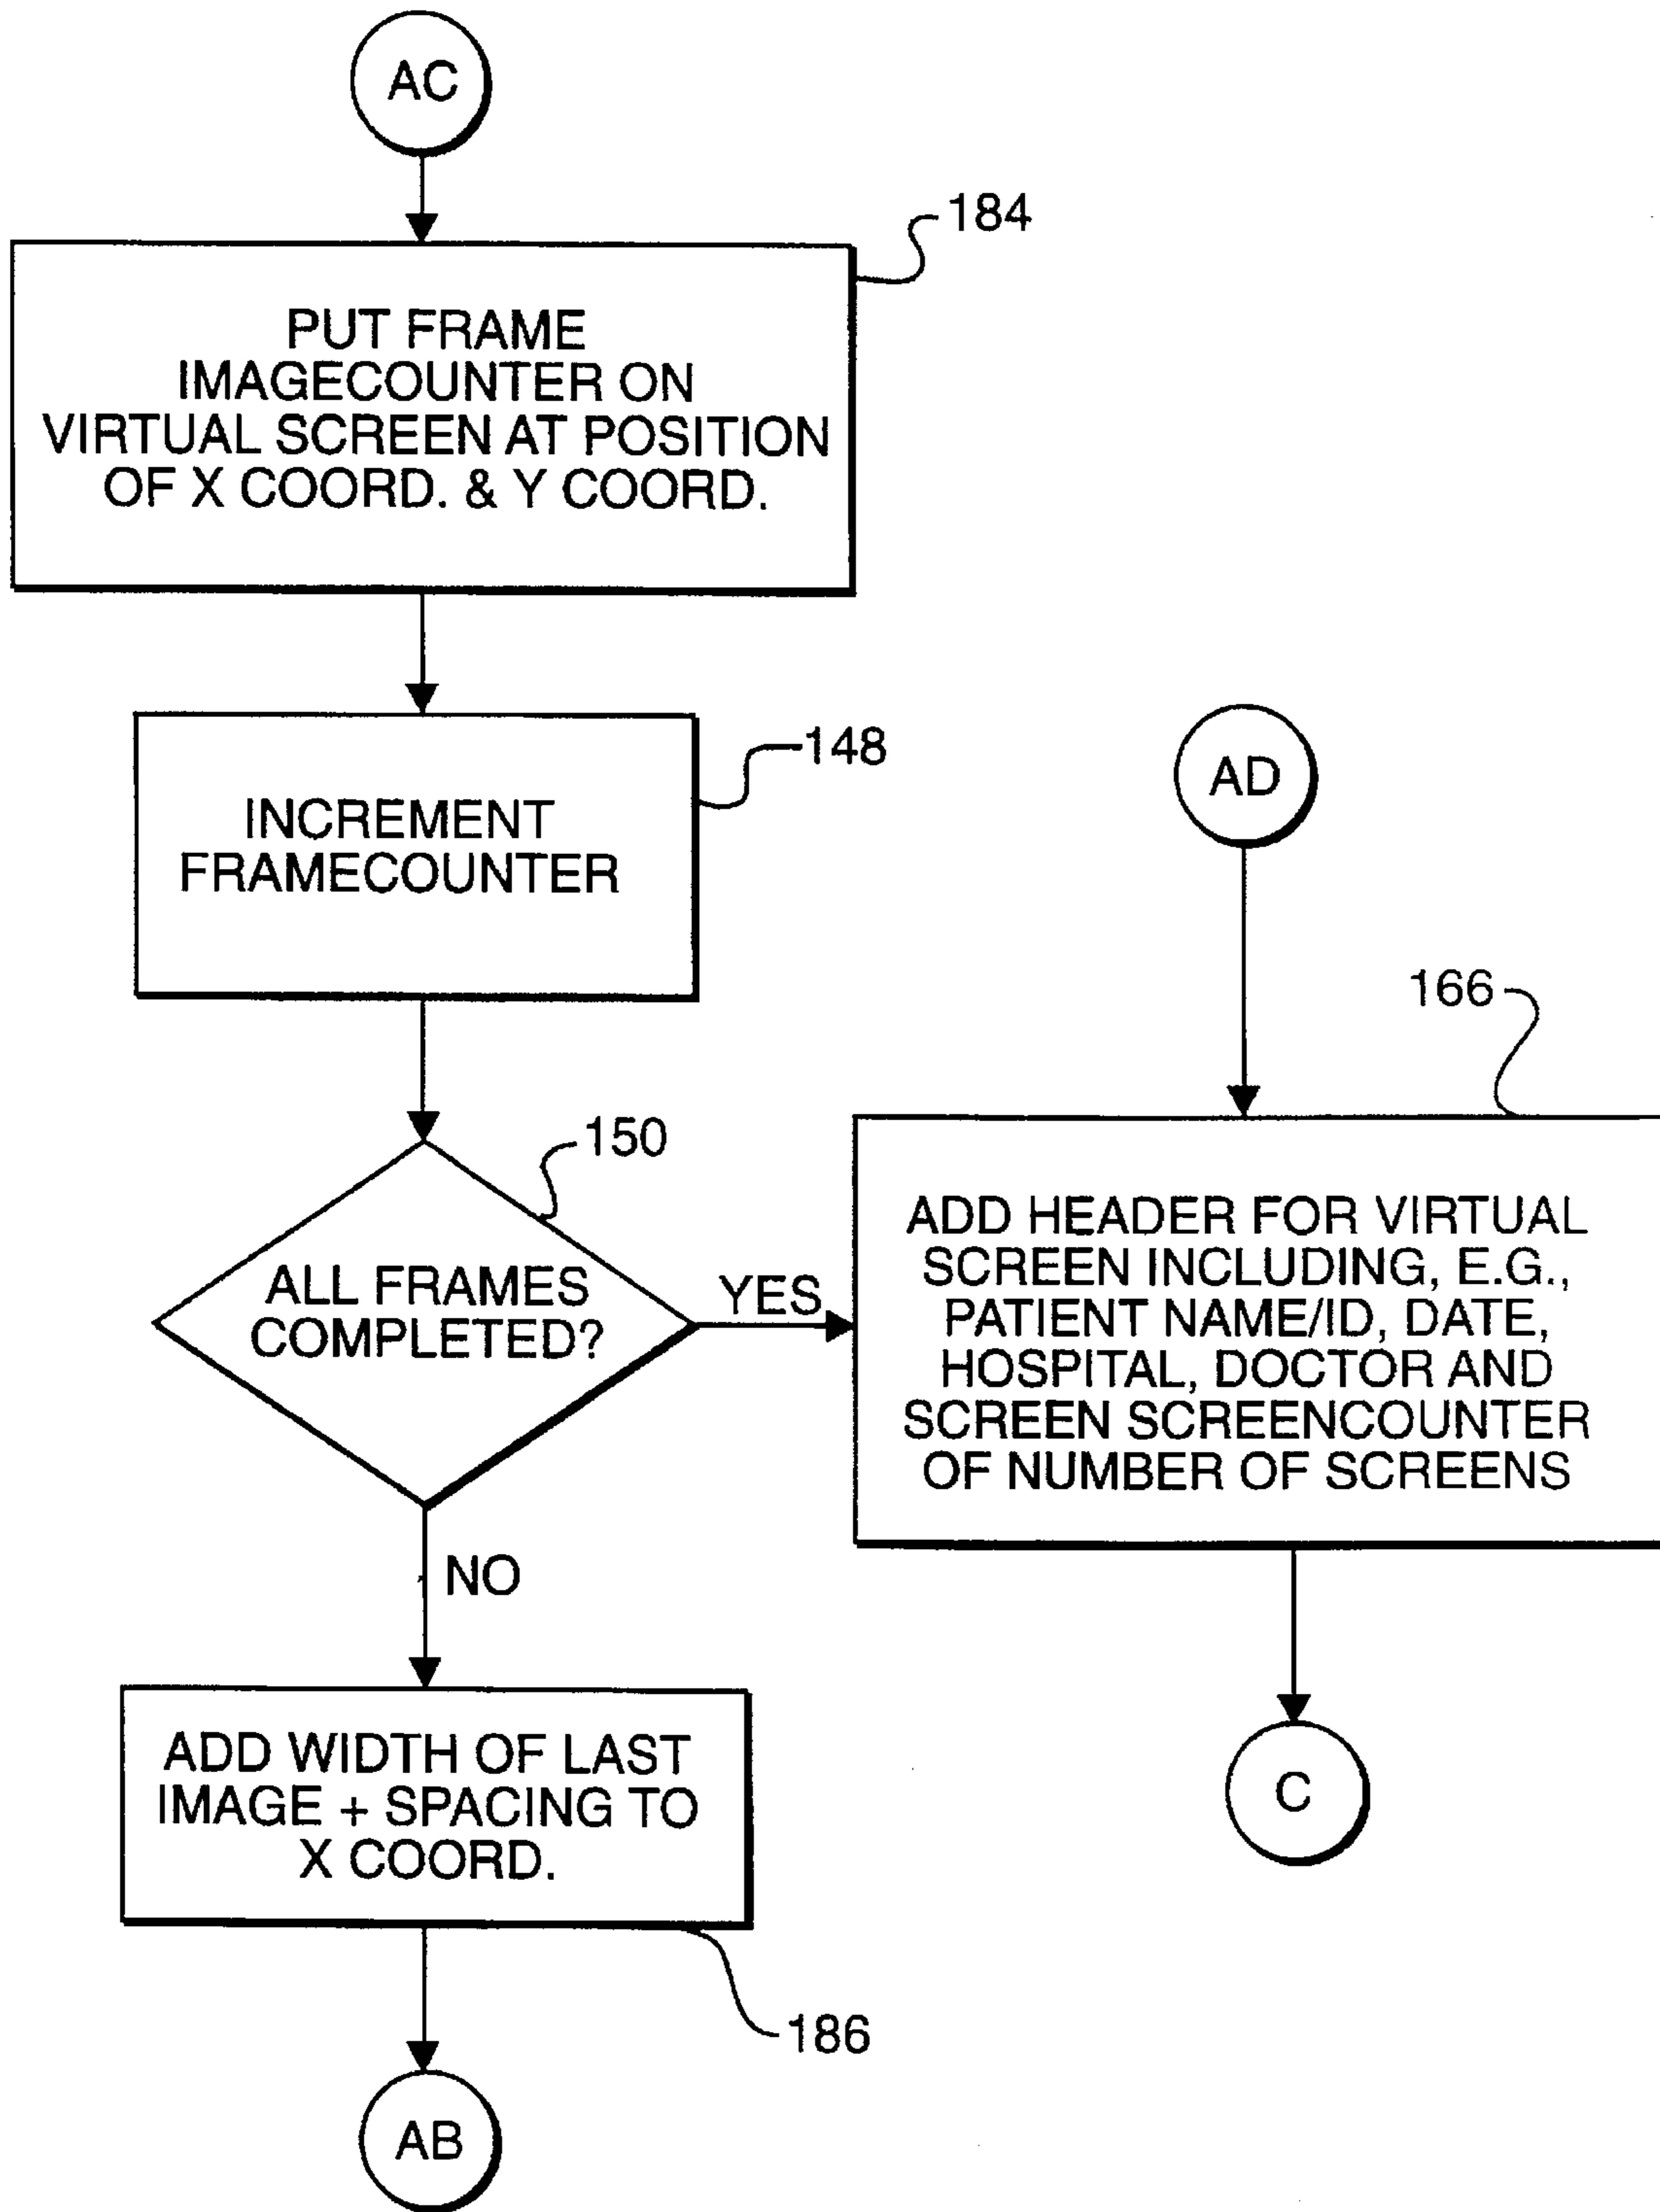 AC
184
PUT FRAME
IMAGECOUNTER ON
VIRTUAL SCREEN AT POSITION
OF X COORD. & Y COORD.
148
INCREMENT
FRAMECOUNTER
AD
166
150
ALL FRAMES
COMPLETED?
YES
ADD HEADER FOR VIRTUAL
SCREEN INCLUDING, E.G.,
PATIENT NAME/ID, DATE,
HOSPITAL, DOCTOR AND
SCREEN SCREENCOUNTER
OF NUMBER OF SCREENS
NO
ADD WIDTH OF LAST
IMAGE + SPACING TO
X COORD.
C
186
AB